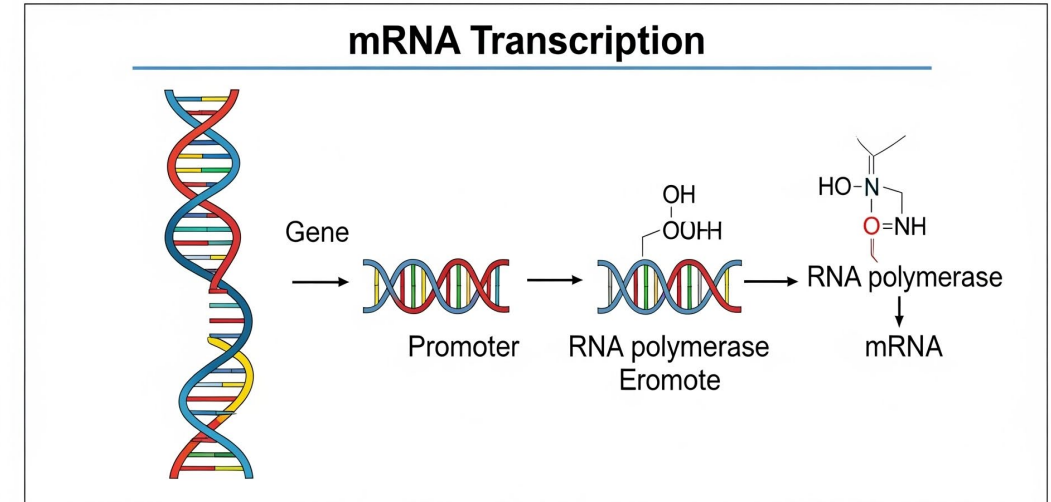 mRNA Transcription
Gene
Promoter
OH
OOHH
RNA polymerase
Eromote
HO-N
O=NH
RNA polymerase
mRNA